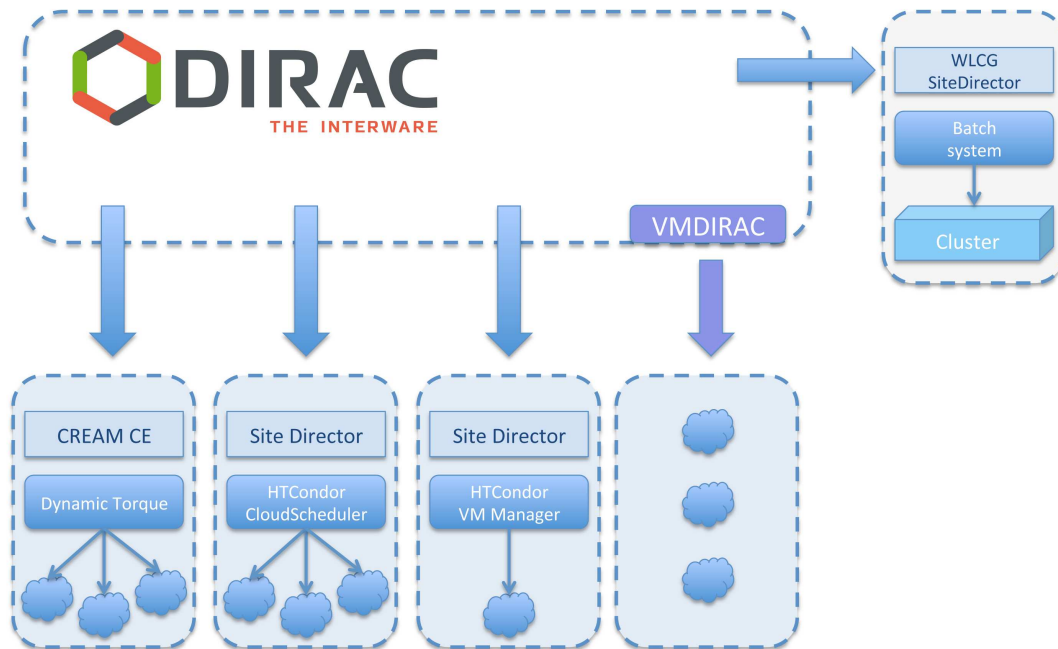 DIRAC
THE INTERWARE
WLCG
SiteDirector
Batch
system
Cluster
VMDIRAC
CREAM CE
Dynamic Torque
Site Director
HTCondor
CloudScheduler
Site Director
HTCondor
VM Manager